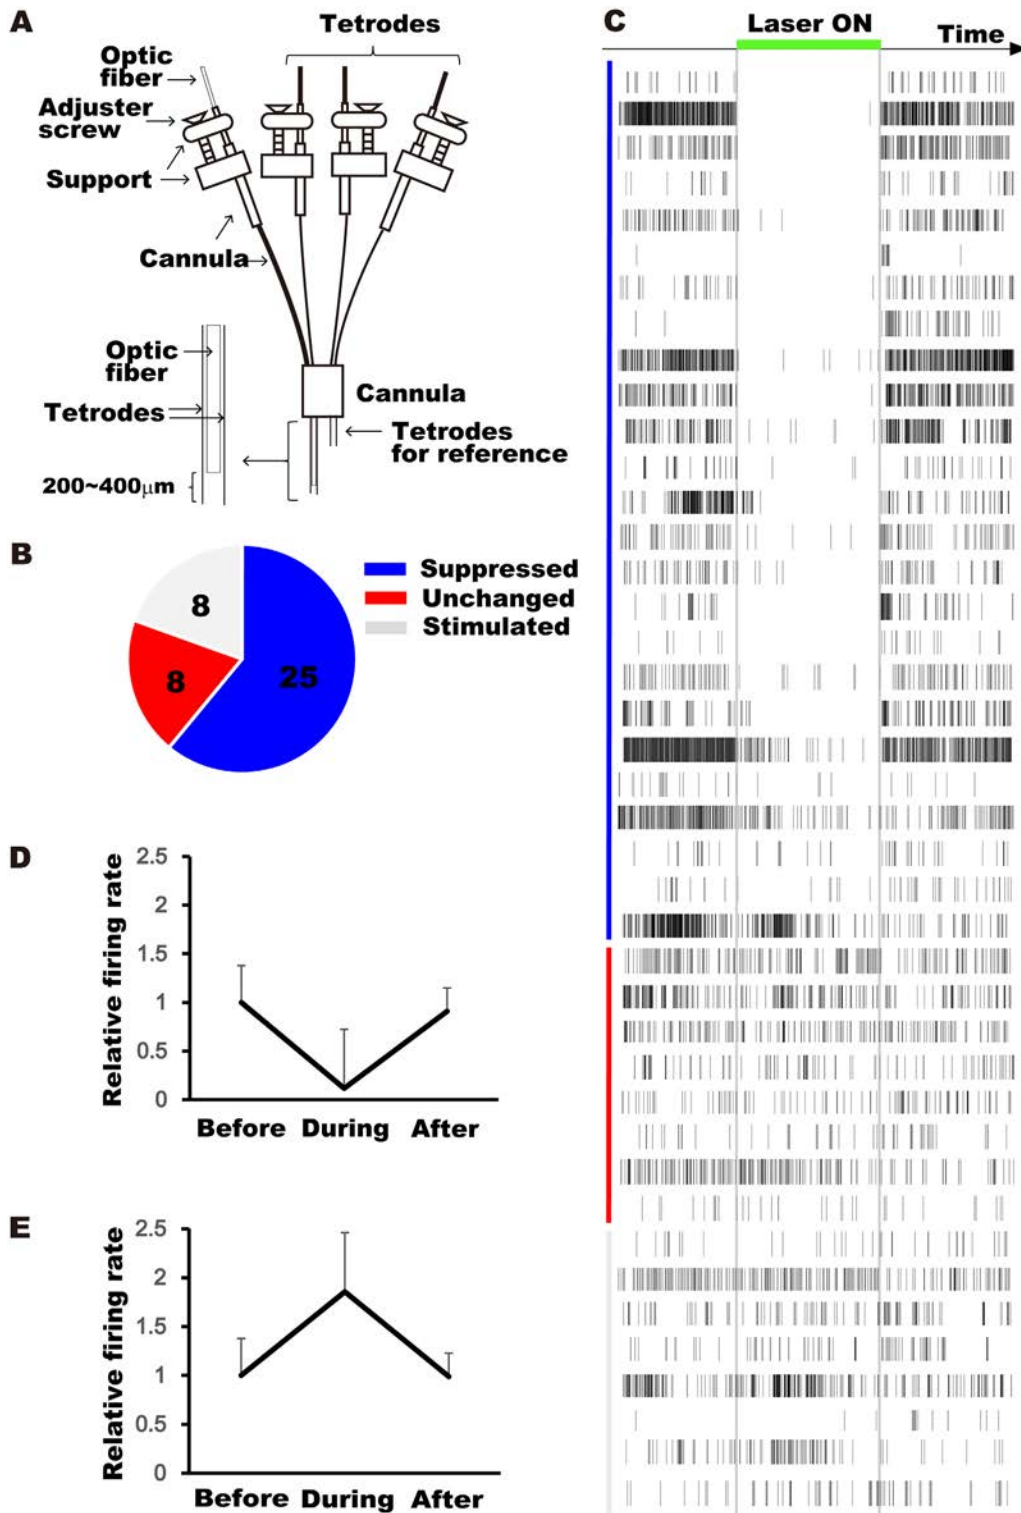 A
Tetrodes
Optic
fiber
Adjuster
screw
Support
Cannula
Optic
fiber
Tetrodes
Cannula
Tetrodes
for reference
200~400μm
B
8
8
25
Suppressed
Unchanged
Stimulated
C
Laser ON
Time
D
Relative firing rate
2.5
2
1.5
1
0.5
0
Before During After
E
Relative firing rate
2.5
2
1.5
1
0.5
0
Before During After